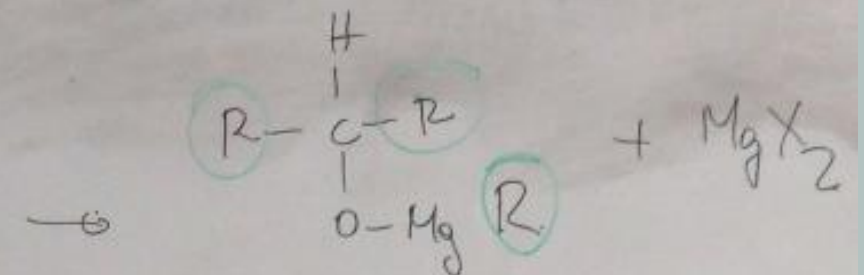 H
|
R – C – R + MgX₂
|
→ O – Mg R